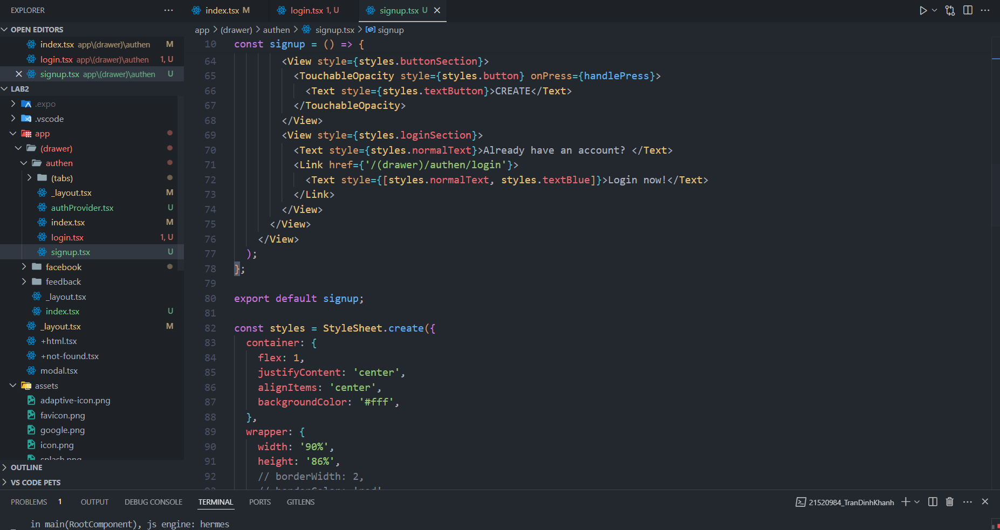 EXPLORER
index.tsx M
login.tsx 1, U
signup.tsx U
OPEN EDITORS
index.tsx app\(drawer)\authen M
login.tsx app\(drawer)\authen 1, U
signup.tsx app\(drawer)\authen U
LAB2
.expo
.vscode
app
(drawer)
authen
(tabs)
_layout.tsx M
authProvider.tsx U
index.tsx M
login.tsx 1, U
signup.tsx U
facebook
feedback
_layout.tsx
index.tsx U
_layout.tsx M
+html.tsx
+not-found.tsx
modal.tsx
assets
adaptive-icon.png
favicon.png
google.png
icon.png
splash.png
OUTLINE
VS CODE PETS
app > (drawer) > authen > signup.tsx > signup
10 const signup = () => {
64 <View style={styles.buttonSection}>
65 <TouchableOpacity style={styles.button} onPress={handlePress}>
66 <Text style={styles.textButton}>CREATE</Text>
67 </TouchableOpacity>
68 </View>
69 <View style={styles.loginSection}>
70 <Text style={styles.normalText}>Already have an account? </Text>
71 <Link href={'/(drawer)/authen/login'}>
72 <Text style={[styles.normalText, styles.textBlue]}>Login now!</Text>
73 </Link>
74 </View>
75 </View>
76 </View>
77 );
78 };
79
80 export default signup;
81
82 const styles = StyleSheet.create({
83 container: {
84 flex: 1,
85 justifyContent: 'center',
86 alignItems: 'center',
87 backgroundColor: '#fff',
88 },
89 wrapper: {
90 width: '90%',
91 height: '86%',
92 // borderWidth: 2,
93 // borderColor: 'red'
PROBLEMS 1 OUTPUT DEBUG CONSOLE TERMINAL PORTS GITLENS
21520984_TranDinhKhanh
in main(RootComponent), js engine: hermes